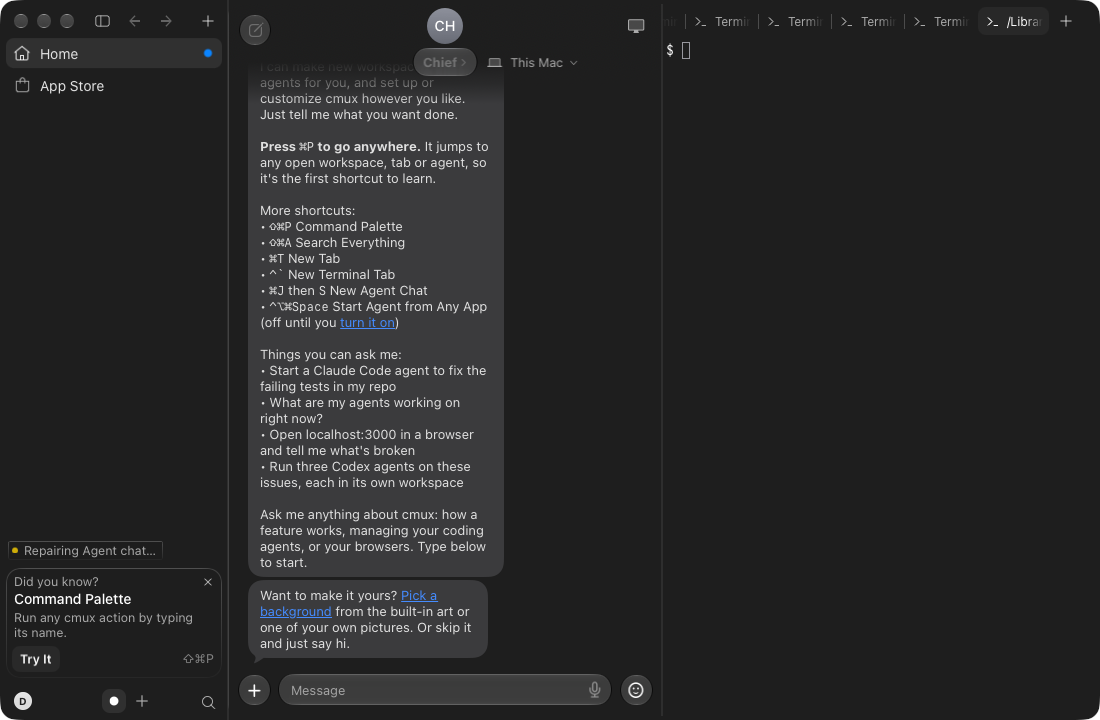 Home
App Store
Repairing Agent chat...
Did you know?
Command Palette
Run any cmux action by typing
its name.
Try It
⇧⌘P
D
CH
Chief
This Mac
I can make new
agents for you, and set up or
customize cmux however you like.
Just tell me what you want done.
Press ⌘P to go anywhere. It jumps to
any open workspace, tab or agent, so
it's the first shortcut to learn.
More shortcuts:
• ⇧⌘P Command Palette
• ⇧⌘A Search Everything
• ⌘T New Tab
• ^` New Terminal Tab
• ⌘J then S New Agent Chat
• ^⌥⌘Space Start Agent from Any App
(off until you turn it on)
Things you can ask me:
• Start a Claude Code agent to fix the
failing tests in my repo
• What are my agents working on
right now?
• Open localhost:3000 in a browser
and tell me what's broken
• Run three Codex agents on these
issues, each in its own workspace
Ask me anything about cmux: how a
feature works, managing your coding
agents, or your browsers. Type below
to start.
Want to make it yours? Pick a
background from the built-in art or
one of your own pictures. Or skip it
and just say hi.
Message
Termin
Termin
Termin
Termin
/Librar
$